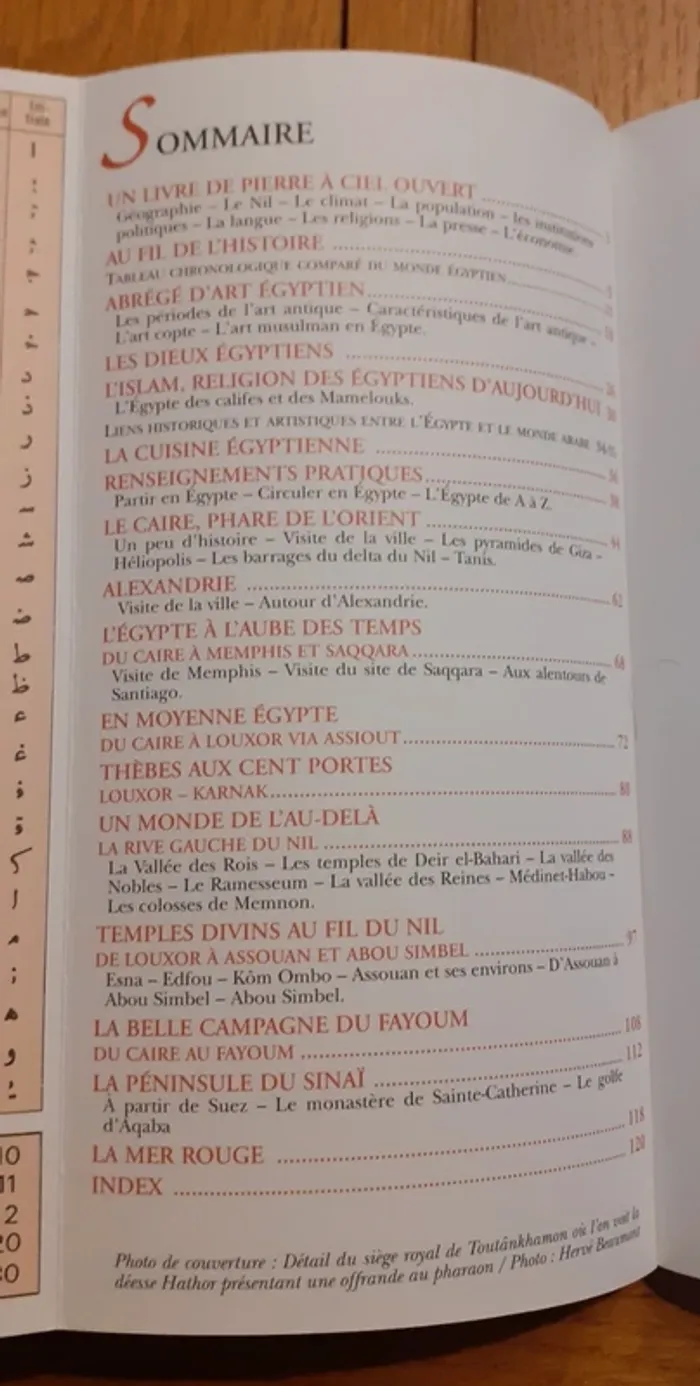 SOMMAIRE
UN LIVRE DE PIERRE À CIEL OUVERT
Géographie – Le Nil – Le climat – La population – les institutions
politiques – La langue – Les religions – La presse – L'économie.
AU FIL DE L'HISTOIRE
TABLEAU CHRONOLOGIQUE COMPARÉ DU MONDE ÉGYPTIEN
ABRÉGÉ D'ART ÉGYPTIEN
Les périodes de l'art antique – Caractéristiques de l'art antique –
L'art copte – L'art musulman en Égypte.
LES DIEUX ÉGYPTIENS
L'ISLAM, RELIGION DES ÉGYPTIENS D'AUJOURD'HUI
L'Égypte des califes et des Mamelouks.
LIENS HISTORIQUES ET ARTISTIQUES ENTRE L'ÉGYPTE ET LE MONDE ARABE
LA CUISINE ÉGYPTIENNE
RENSEIGNEMENTS PRATIQUES
Partir en Égypte – Circuler en Égypte – L'Égypte de A à Z.
LE CAIRE, PHARE DE L'ORIENT
Un peu d'histoire – Visite de la ville – Les pyramides de Giza –
Héliopolis – Les barrages du delta du Nil – Tanis.
ALEXANDRIE 62
Visite de la ville – Autour d'Alexandrie.
L'ÉGYPTE À L'AUBE DES TEMPS
DU CAIRE À MEMPHIS ET SAQQARA 68
Visite de Memphis – Visite du site de Saqqara – Aux alentours de
Santiago.
EN MOYENNE ÉGYPTE
DU CAIRE À LOUXOR VIA ASSIOUT 72
THÈBES AUX CENT PORTES
LOUXOR – KARNAK 80
UN MONDE DE L'AU-DELÀ
LA RIVE GAUCHE DU NIL 88
La Vallée des Rois – Les temples de Deir el-Bahari – La vallée des
Nobles – Le Ramesseum – La vallée des Reines – Médinet-Habou –
Les colosses de Memnon.
TEMPLES DIVINS AU FIL DU NIL
DE LOUXOR À ASSOUAN ET ABOU SIMBEL 97
Esna – Edfou – Kôm Ombo – Assouan et ses environs – D'Assouan à
Abou Simbel – Abou Simbel.
LA BELLE CAMPAGNE DU FAYOUM
DU CAIRE AU FAYOUM 108
LA PÉNINSULE DU SINAÏ 112
À partir de Suez – Le monastère de Sainte-Catherine – Le golfe
d'Aqaba
LA MER ROUGE 118
INDEX 120
Photo de couverture : Détail du siège royal de Toutânkhamon où l'en voit la
déesse Hathor présentant une offrande au pharaon / Photo : Hervé Beaumont